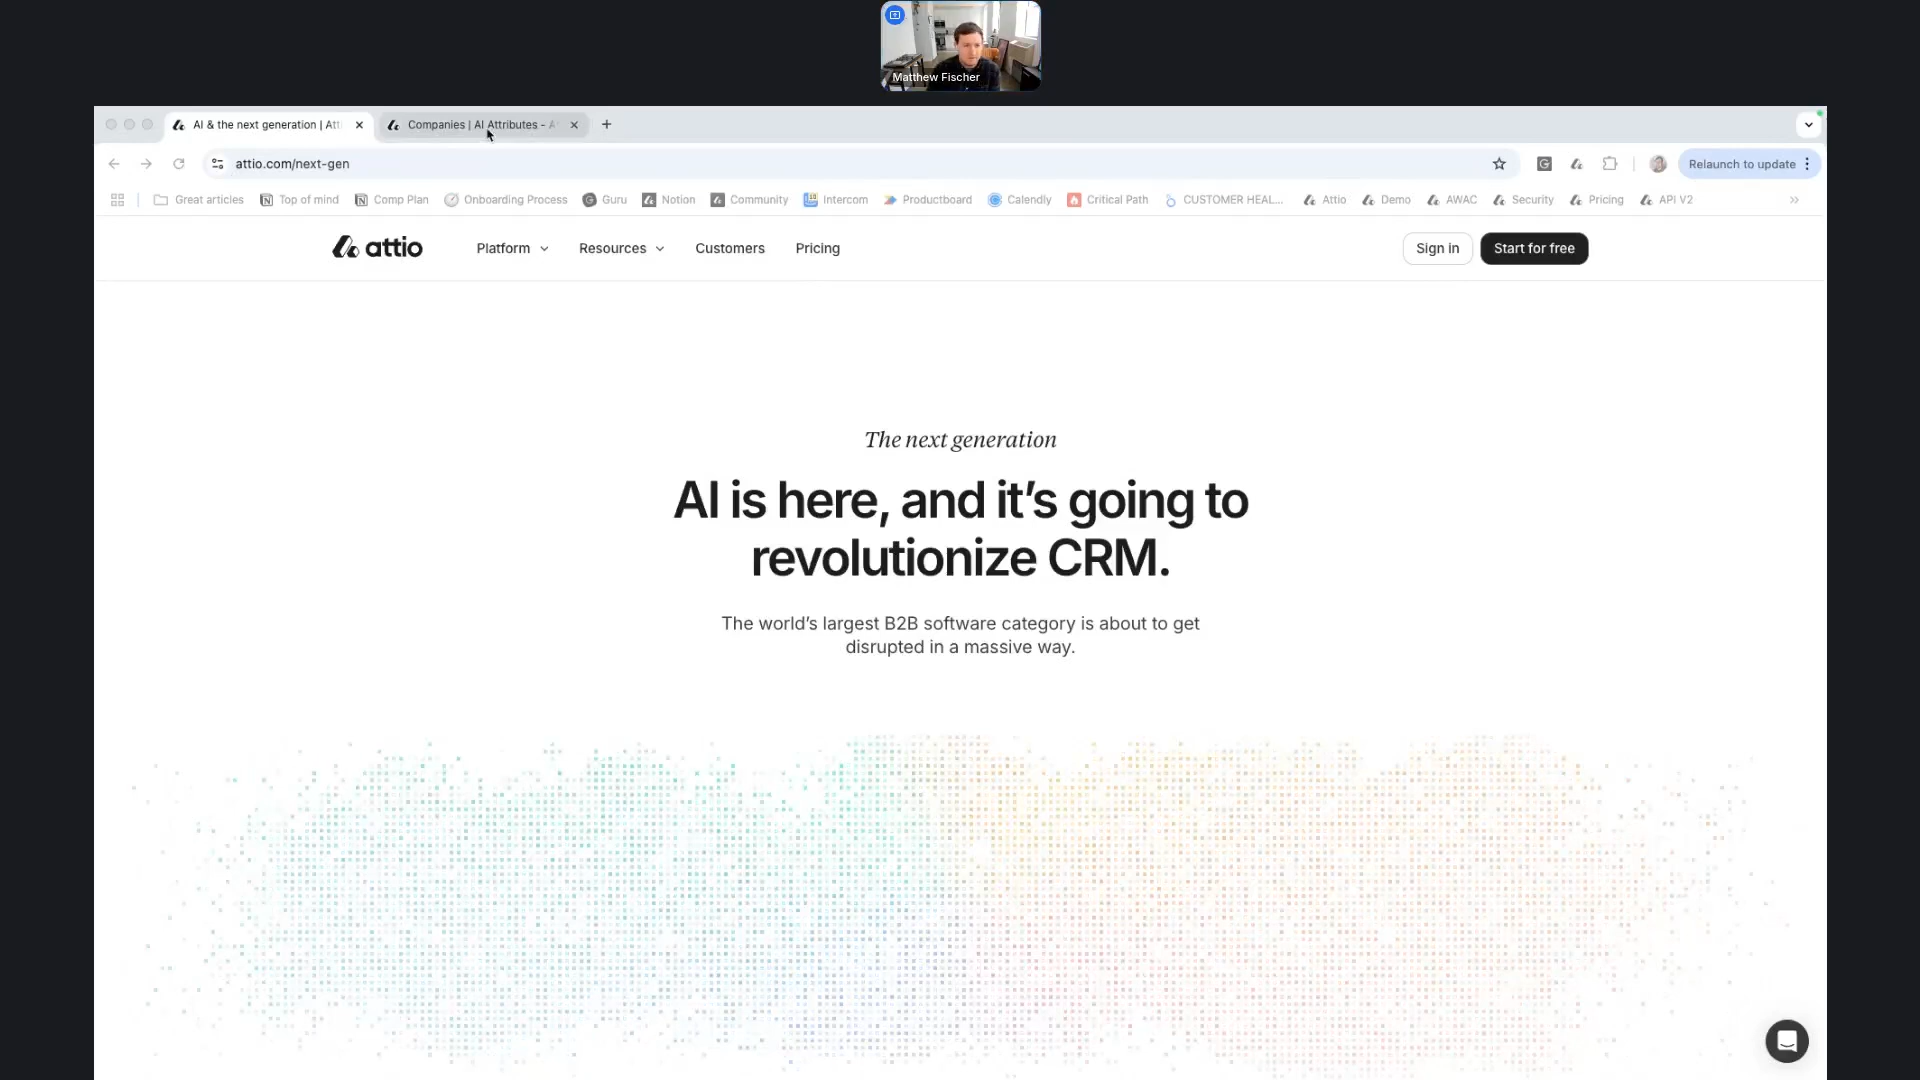 Matthew Fischer
AI & the next generation | Att
Companies | AI Attributes - A
attio.com/next-gen
Relaunch to update
Great articles
Top of mind
Comp Plan
Onboarding Process
Guru
Notion
Community
Intercom
Productboard
Calendly
Critical Path
CUSTOMER HEAL...
Attio
Demo
AWAC
Security
Pricing
API V2
attio
Platform
Resources
Customers
Pricing
Sign in
Start for free
The next generation
AI is here, and it’s going to
revolutionize CRM.
The world’s largest B2B software category is about to get
disrupted in a massive way.